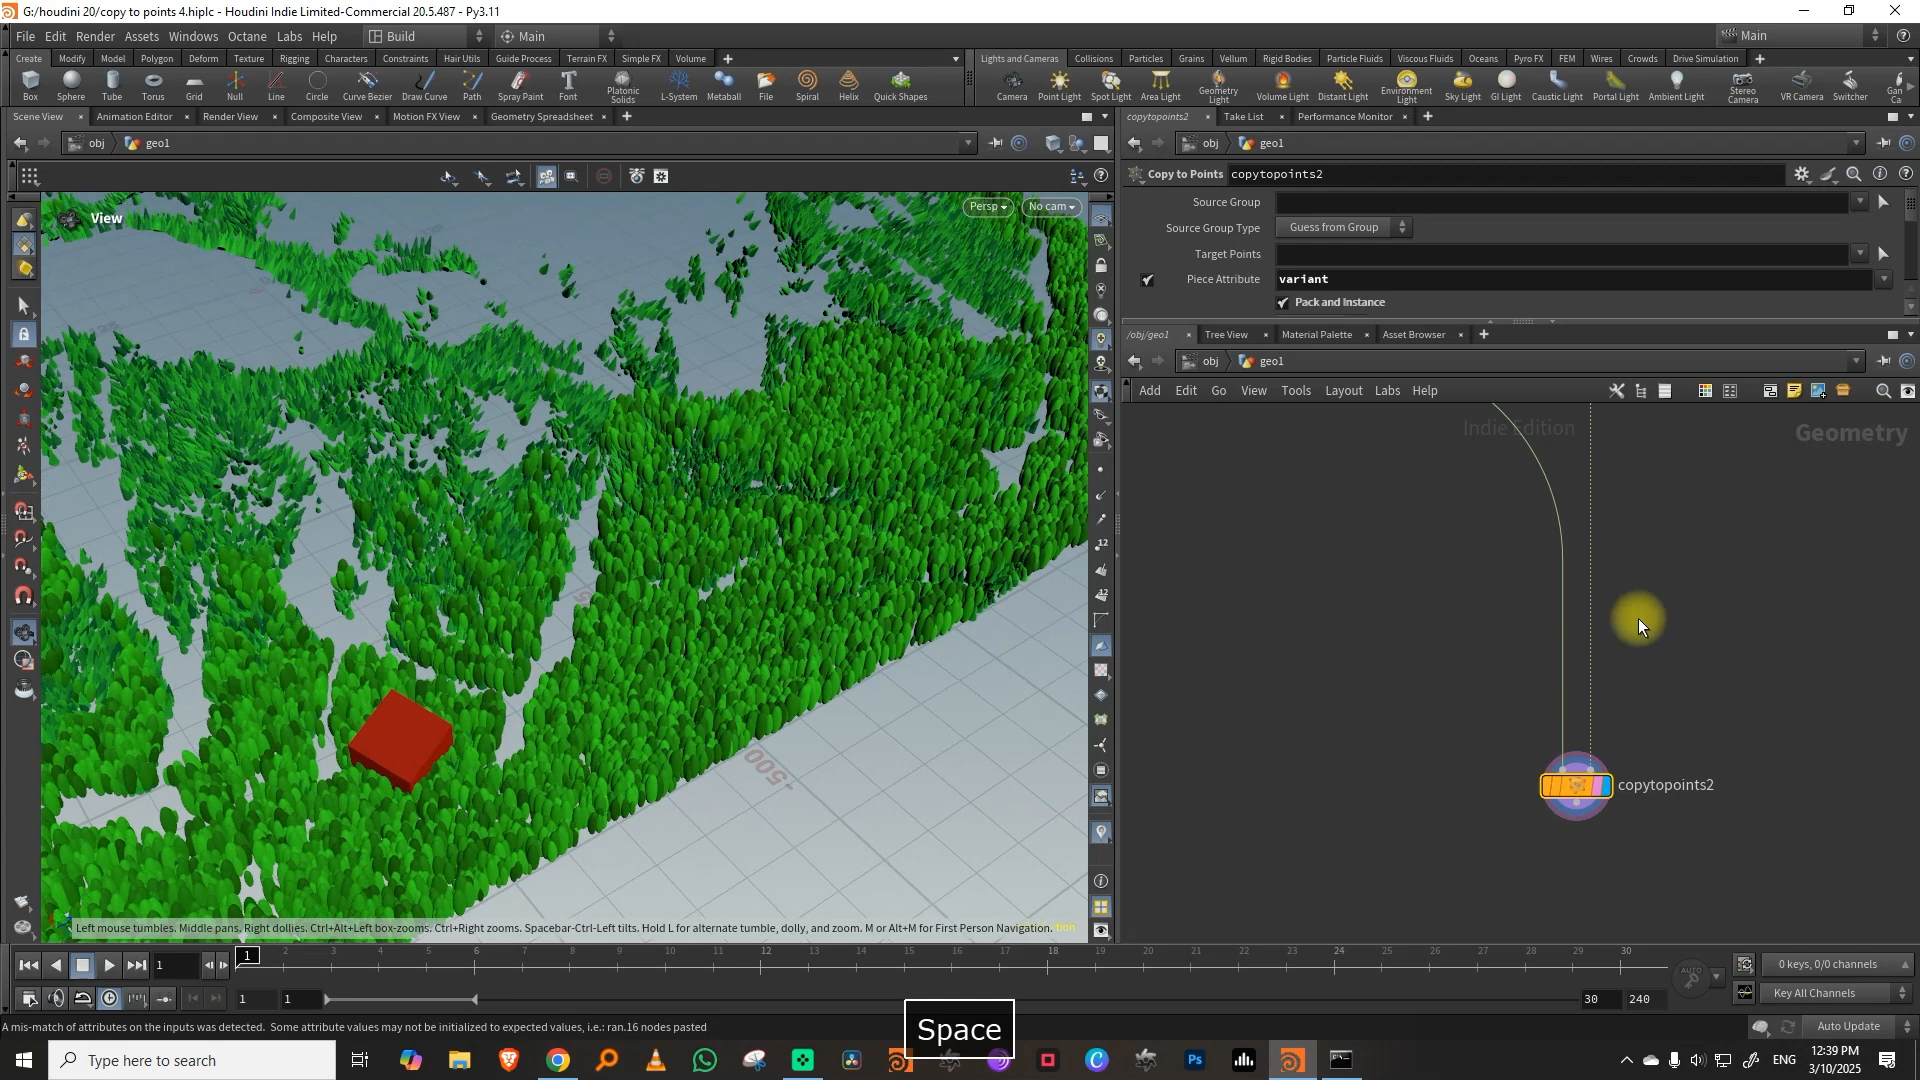 G:/houdini 20/copy to points 4.hiplc - Houdini Indie Limited-Commercial 20.5.487 - Py3.11
File Edit Render Assets Windows Octane Labs Help Build Main Main
Create Modify Model Polygon Deform Texture Rigging Characters Constraints Hair Utils Guide Process Terrain FX Simple FX Volume
Lights and Cameras Collisions Particles Grains Vellum Rigid Bodies Particle Fluids Viscous Fluids Oceans Pyro FX FEM Wires Crowds Drive Simulation
Box Sphere Tube Torus Grid Null Line Circle Curve Bezier Draw Curve Path Spray Paint Font Platonic Solids L-System Metaball File Spiral Helix Quick Shapes
Camera Point Light Spot Light Area Light Geometry Light Volume Light Distant Light Environment Light Sky Light GI Light Caustic Light Portal Light Ambient Light Stereo Camera VR Camera Switcher Gan Ca
Scene View Animation Editor Render View Composite View Motion FX View Geometry Spreadsheet
copytopoints2 Take List Performance Monitor
obj geo1
obj geo1
Copy to Points copytopoints2
View Persp No cam
Source Group
Source Group Type Guess from Group
Target Points
Piece Attribute variant
Pack and Instance
/obj/geo1 Tree View Material Palette Asset Browser
obj geo1
Add Edit Go View Tools Layout Labs Help
Indie Edition Geometry
copytopoints2
-500
Left mouse tumbles. Middle pans. Right dollies. Ctrl+Alt+Left box-zooms. Ctrl+Right zooms. Spacebar-Ctrl-Left tilts. Hold L for alternate tumble, dolly, and zoom. M or Alt+M for First Person Navigation.
1 1 2 3 4 5 6 7 8 9 10 11 12 13 14 15 16 17 18 19 20 21 22 23 24 25 26 27 28 29 30
AUTO 0 keys, 0/0 channels
1 1 30 240 Key All Channels
A mis-match of attributes on the inputs was detected. Some attribute values may not be initialized to expected values, i.e.: ran.16 nodes pasted
Space
Auto Update
Type here to search
Ps
ENG
12:39 PM
3/10/2025